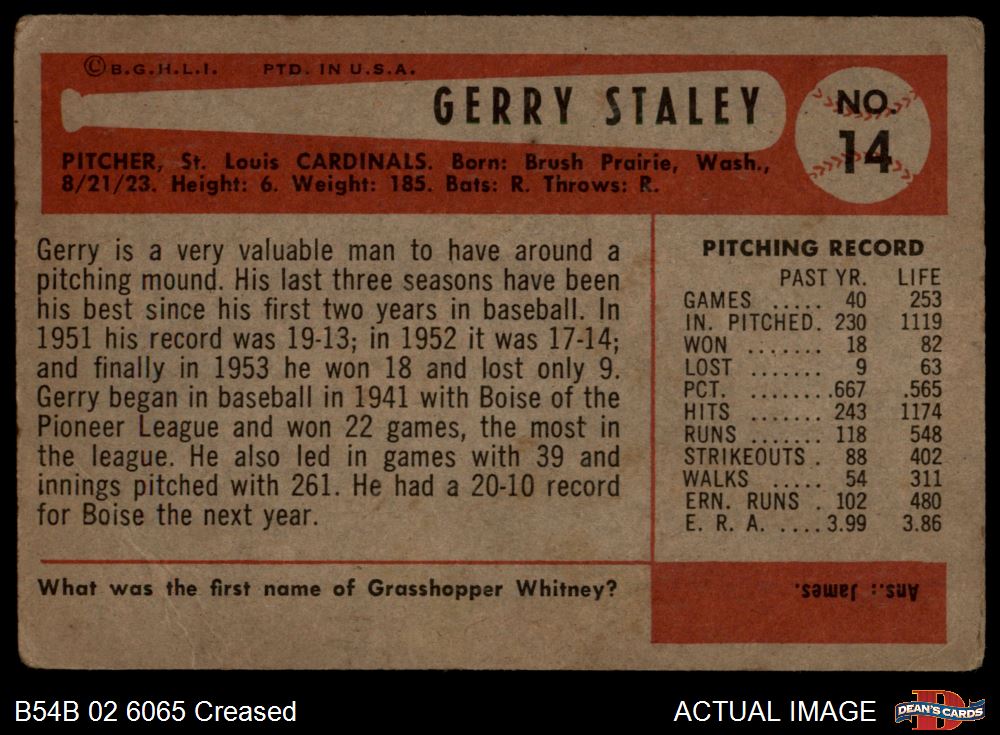 © B.G.H.L.I. PTD. IN U.S.A.
GERRY STALEY
NO.
14
PITCHER, St. Louis CARDINALS. Born: Brush Prairie, Wash.,
8/21/23. Height: 6. Weight: 185. Bats: R. Throws: R.
Gerry is a very valuable man to have around a
pitching mound. His last three seasons have been
his best since his first two years in baseball. In
1951 his record was 19-13; in 1952 it was 17-14;
and finally in 1953 he won 18 and lost only 9.
Gerry began in baseball in 1941 with Boise of the
Pioneer League and won 22 games, the most in
the league. He also led in games with 39 and
innings pitched with 261. He had a 20-10 record
for Boise the next year.
PITCHING RECORD
PAST YR. LIFE
GAMES ..... 40 253
IN. PITCHED. 230 1119
WON ....... 18 82
LOST ....... 9 63
PCT. ........667 .565
HITS ....... 243 1174
RUNS ....... 118 548
STRIKEOUTS . 88 402
WALKS ..... 54 311
ERN. RUNS . 102 480
E. R. A. ....3.99 3.86
What was the first name of Grasshopper Whitney?
Ans.: James.
B54B 02 6065 Creased
ACTUAL IMAGE
DEAN'S CARDS